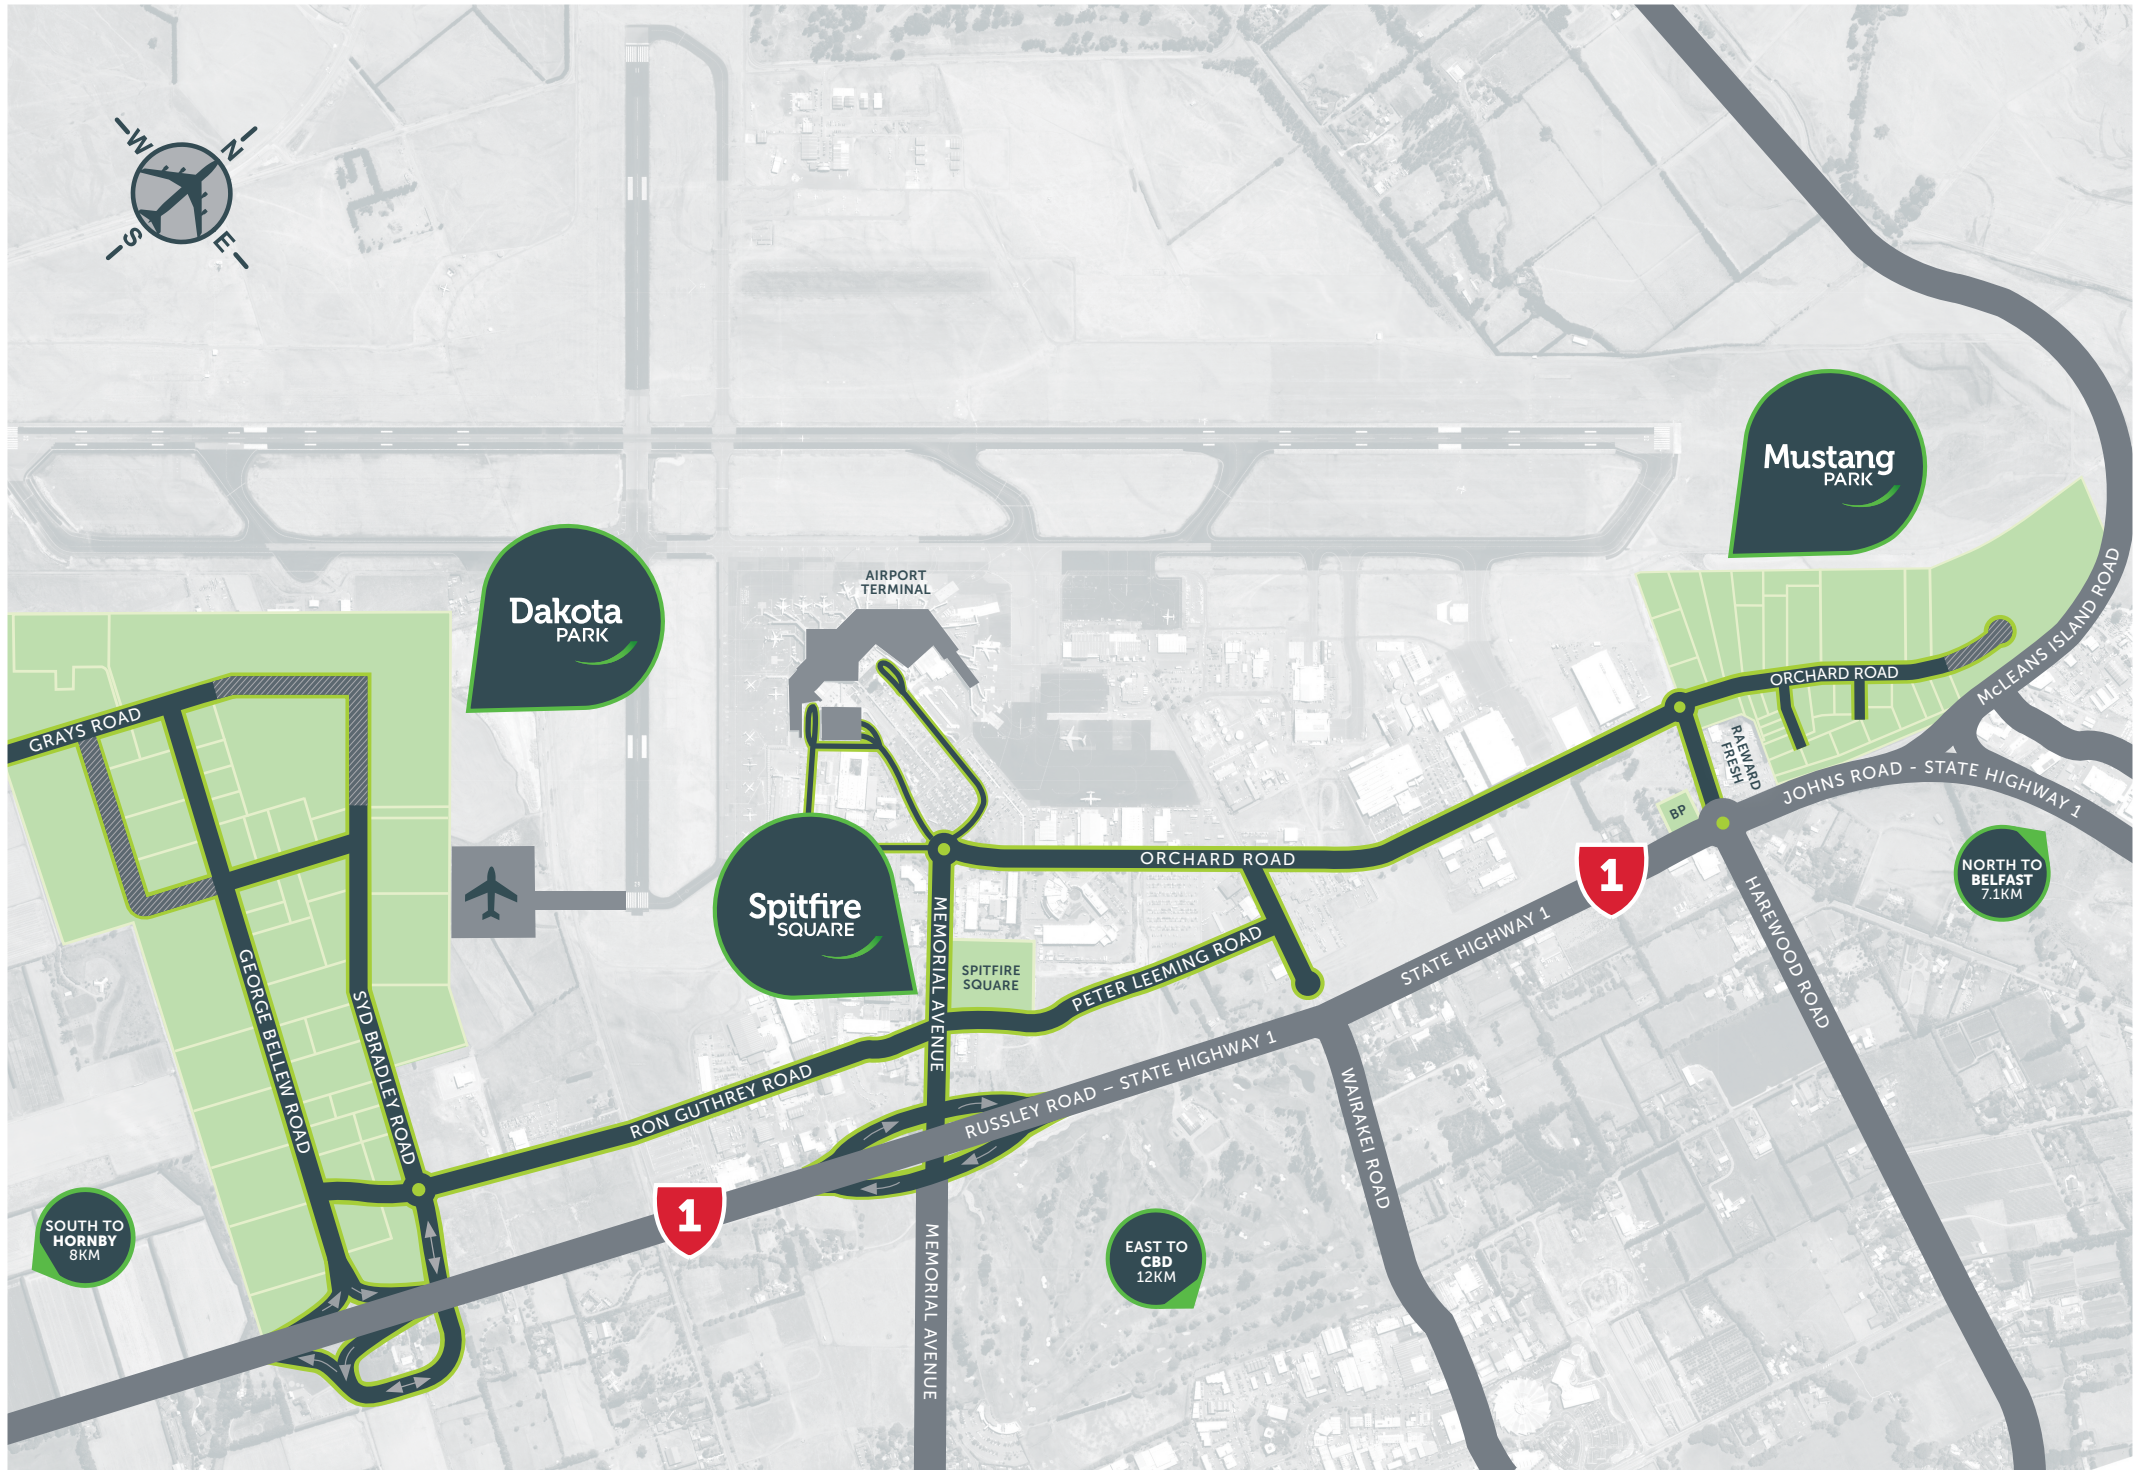 W
N
S
E
Mustang
PARK
Dakota
PARK
AIRPORT
TERMINAL
McLEANS ISLAND ROAD
ORCHARD ROAD
GRAYS ROAD
RAEWARD
FRESH
JOHNS ROAD - STATE HIGHWAY 1
BP
ORCHARD ROAD
1
NORTH TO
BELFAST
7.1KM
Spitfire
SQUARE
MEMORIAL AVENUE
SPITFIRE
SQUARE
PETER LEEMING ROAD
STATE HIGHWAY 1
HAREWOOD ROAD
GEORGE BELLEW ROAD
SYD BRADLEY ROAD
RON GUTHREY ROAD
RUSSLEY ROAD – STATE HIGHWAY 1
WAIRAKEI ROAD
1
SOUTH TO
HORNBY
8KM
EAST TO
CBD
12KM
MEMORIAL AVENUE